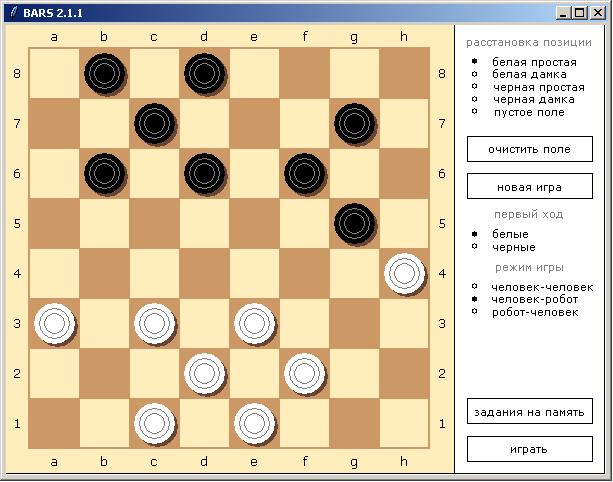 BARS 2.1.1
a b c d e f g h
8 8
7 7
6 6
5 5
4 4
3 3
2 2
1 1
a b c d e f g h
расстановка позиции
белая простая
белая дамка
черная простая
черная дамка
пустое поле
очистить поле
новая игра
первый ход
белые
черные
режим игры
человек-человек
человек-робот
робот-человек
задания на память
играть